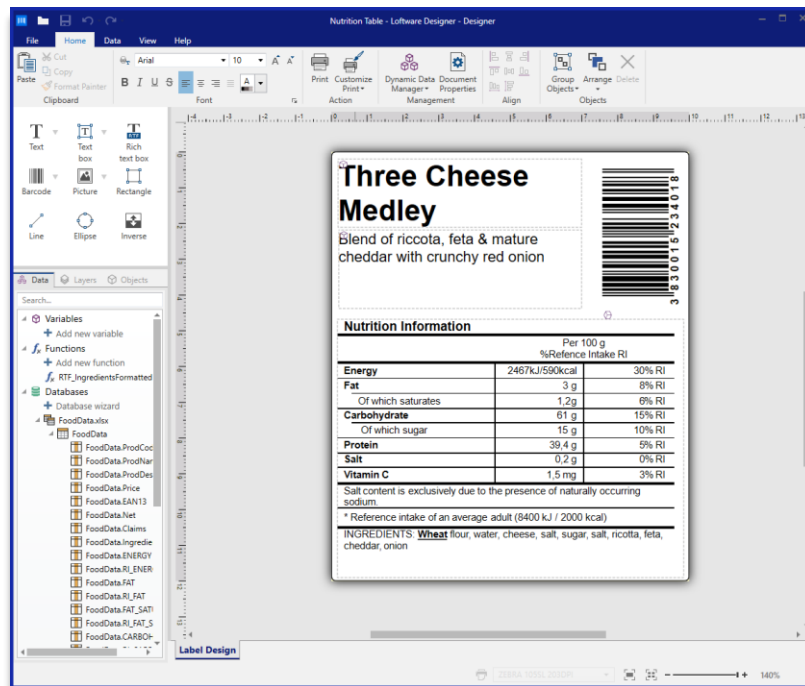 Nutrition Table - Loftware Designer - Designer
File Home Data View Help
Paste
Cut
Copy
Format Painter
Clipboard
Arial 10
B I U S A
Font
Print
Customize Print
Action
Dynamic Data Manager
Document Properties
Management
Align
Group Objects
Arrange
Delete
Objects
Text
Text box
Rich text box
Barcode
Picture
Rectangle
Line
Ellipse
Inverse
Data Layers Objects
Search...
Variables
Add new variable
Functions
Add new function
RTF_IngredientsFormatted
Databases
Database wizard
FoodData.xlsx
FoodData
FoodData.ProdCoc
FoodData.ProdNar
FoodData.ProdDes
FoodData.Price
FoodData.EAN13
FoodData.Net
FoodData.Claims
FoodData.Ingredie
FoodData.ENERGY
FoodData.RI_ENER
FoodData.FAT
FoodData.RI_FAT
FoodData.FAT_SAT
FoodData.RI_FAT_S
FoodData.CARBOH
Three Cheese
Medley
Blend of riccota, feta & mature
cheddar with crunchy red onion
3830015234018
Nutrition Information
Per 100 g
%Refence Intake RI
Energy 2467kJ/590kcal 30% RI
Fat 3 g 8% RI
Of which saturates 1,2g 6% RI
Carbohydrate 61 g 15% RI
Of which sugar 15 g 10% RI
Protein 39,4 g 5% RI
Salt 0,2 g 0% RI
Vitamin C 1,5 mg 3% RI
Salt content is exclusively due to the presence of naturally occurring
sodium.
* Reference intake of an average adult (8400 kJ / 2000 kcal)
INGREDIENTS: Wheat flour, water, cheese, salt, sugar, salt, ricotta, feta,
cheddar, onion
Label Design
140%